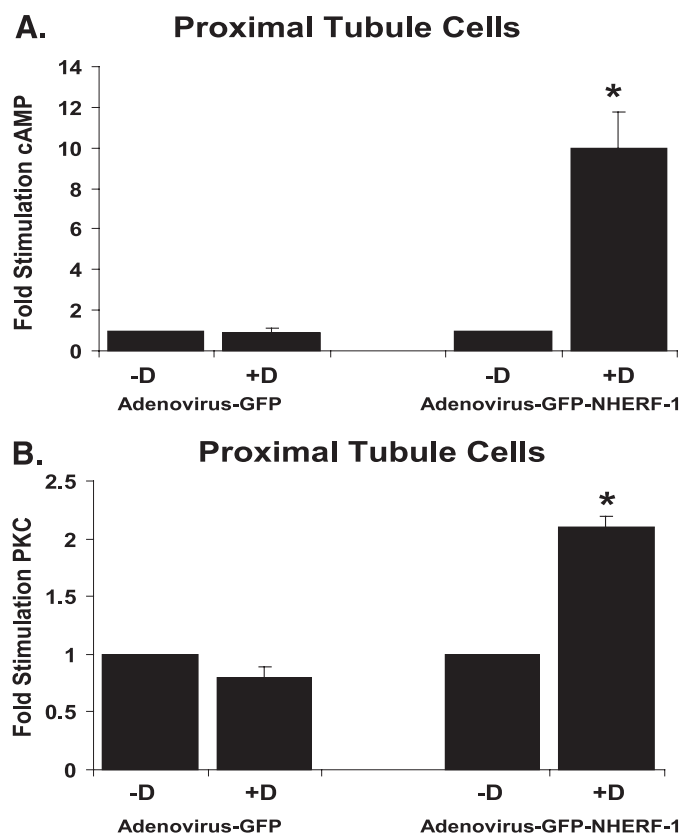 A.
Proximal Tubule Cells
Fold Stimulation cAMP
14
12
10
8
6
4
2
0
*
-D
+D
-D
+D
Adenovirus-GFP
Adenovirus-GFP-NHERF-1
B.
Proximal Tubule Cells
Fold Stimulation PKC
2.5
2
1.5
1
0.5
0
*
-D
+D
-D
+D
Adenovirus-GFP
Adenovirus-GFP-NHERF-1